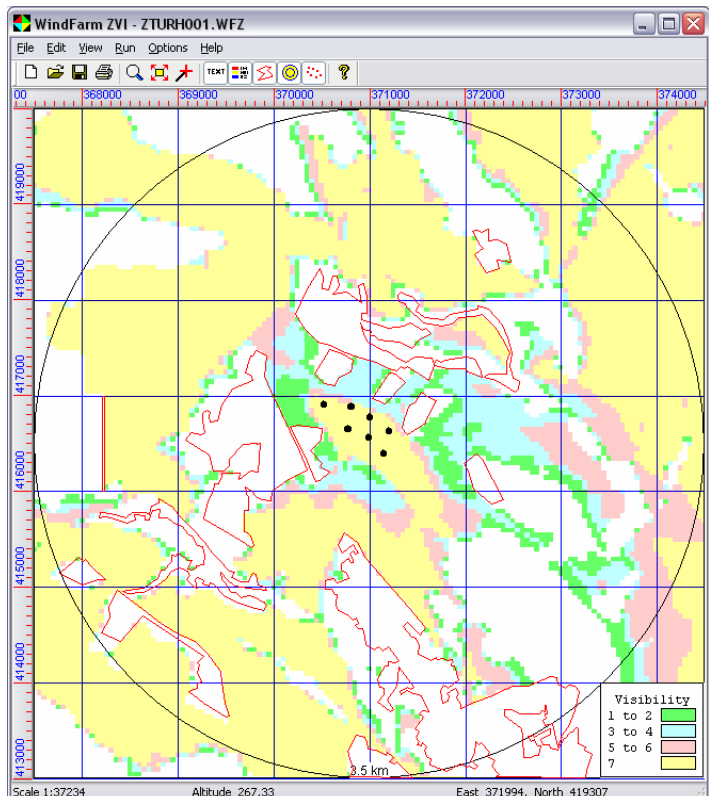 WindFarm ZVI - ZTURH001.WFZ
File Edit View Run Options Help
TEXT
00 368000 369000 370000 371000 372000 373000 374000
419000
418000
417000
416000
415000
414000
413000
3.5 km
Visibility
1 to 2
3 to 4
5 to 6
7
Scale 1:37234 Altitude 267.33 East 371994, North 419307